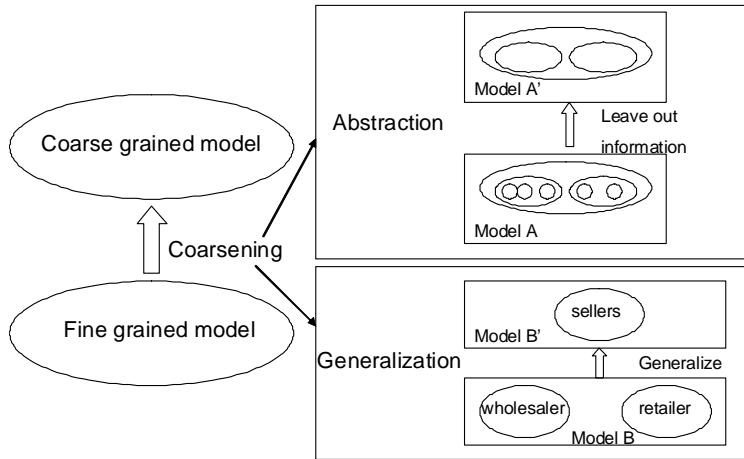 Coarse grained model
Coarsening
Fine grained model
Abstraction
Model A'
Leave out
information
Model A
Generalization
sellers
Model B'
Generalize
wholesaler
retailer
Model B